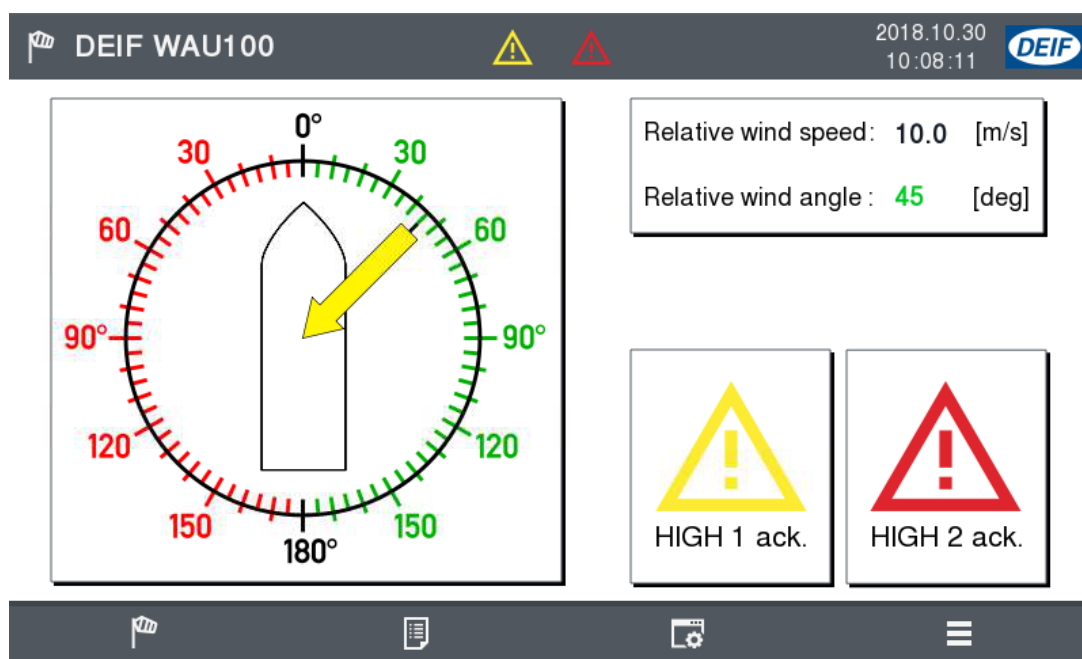 DEIF WAU100
2018.10.30
10:08:11
DEIF
0°
30 30
60 60
90° 90°
120 120
150 150
180°
Relative wind speed: 10.0 [m/s]
Relative wind angle : 45 [deg]
HIGH 1 ack.
HIGH 2 ack.